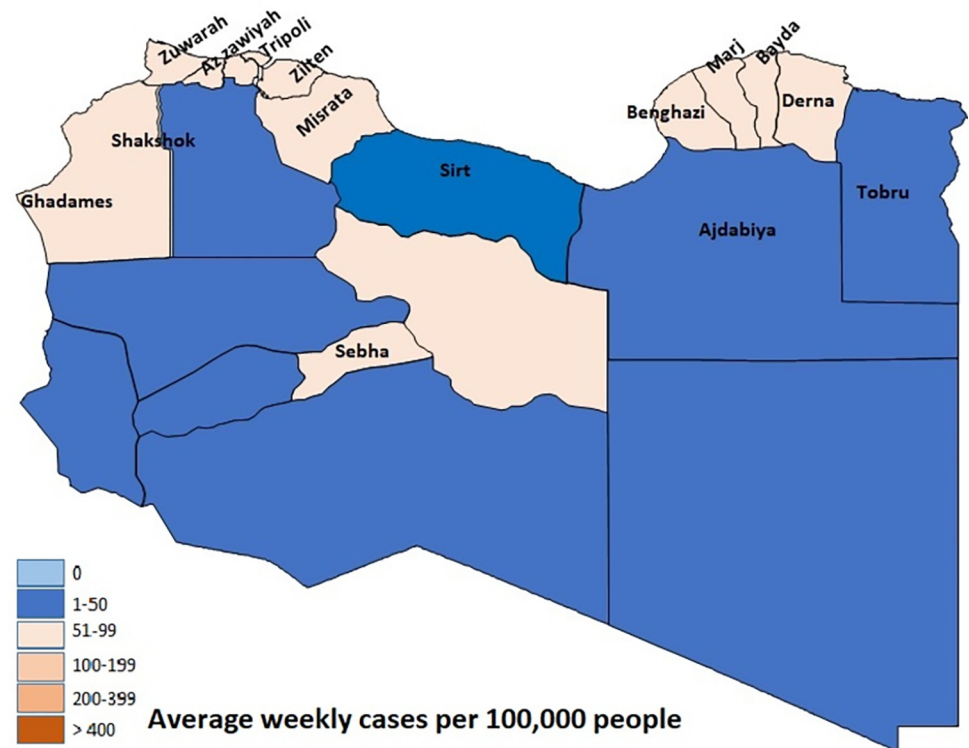 Zuwarah
Azzawiyah
Tripoli
Zilten
Misrata
Marj
Bayda
Benghazi
Derna
Shakshok
Ghadames
Sirt
Tobru
Ajdabiya
Sebha
0
1-50
51-99
100-199
200-399
> 400
Average weekly cases per 100,000 people